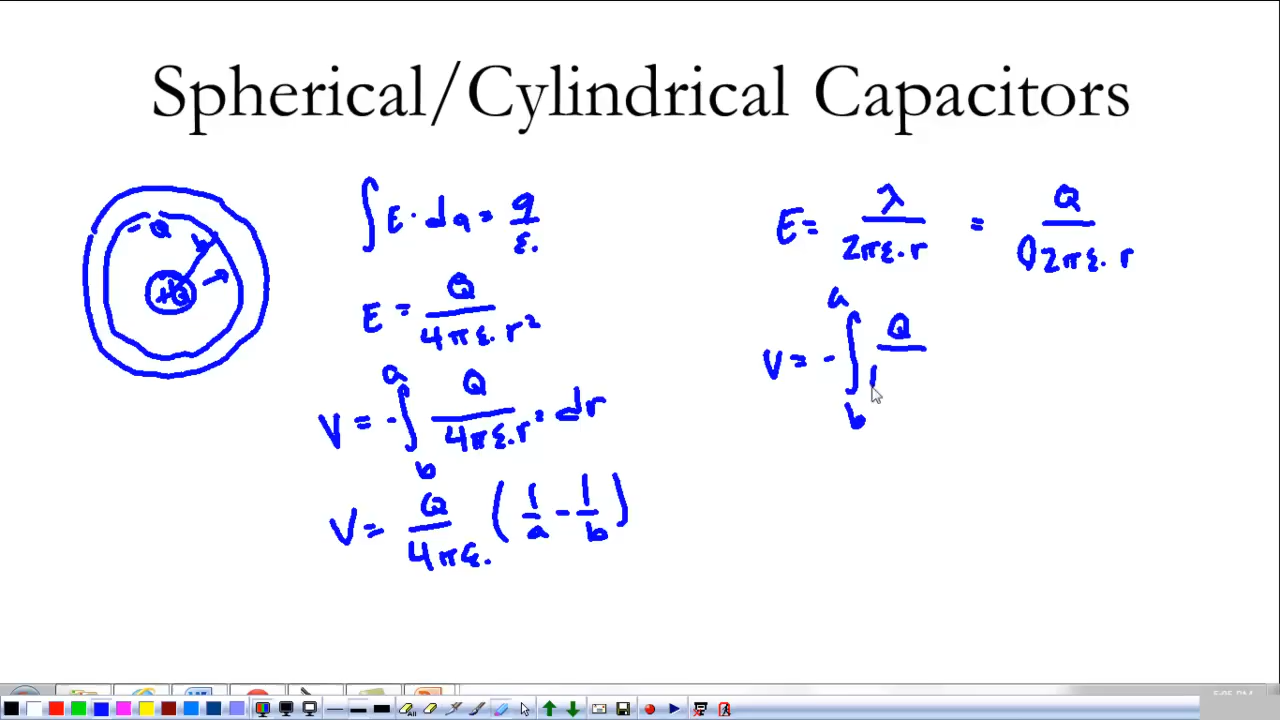 Spherical/Cylindrical Capacitors
- Q
b
+Q
∫ E · da = q/ε₀
E = Q/4πε₀r²
V = -∫_b^a Q/4πε₀r² dr
V = Q/4πε₀ (1/a - 1/b)
E = λ/2πε₀r = Q/l2πε₀r
V = -∫_b^a Q/l